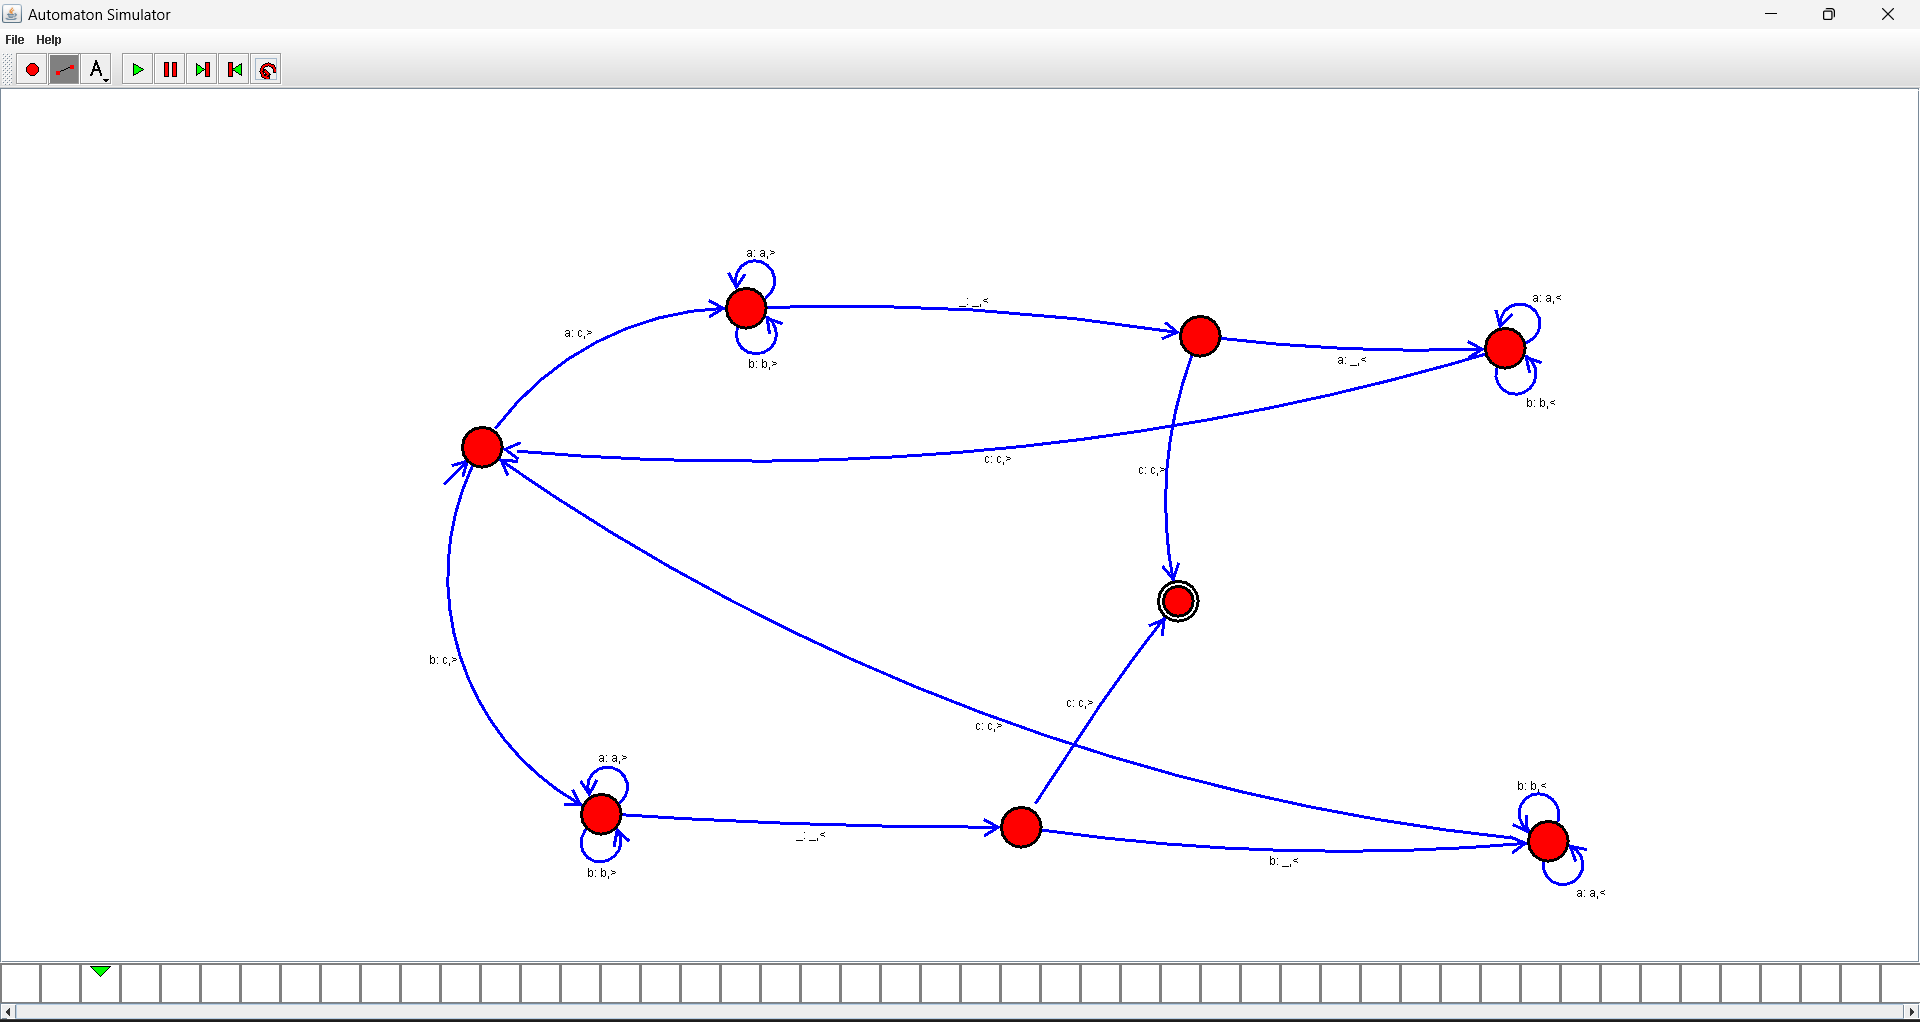 Automaton Simulator
File Help
A
a: a,>
_: _,<
a: a,<
a: c,>
a: _,<
b: b,>
b: b,<
c: c,>
c: c,>
b: c,>
c: c,>
c: c,>
a: a,>
b: b,<
_: _,<
b: _,<
b: b,>
a: a,<